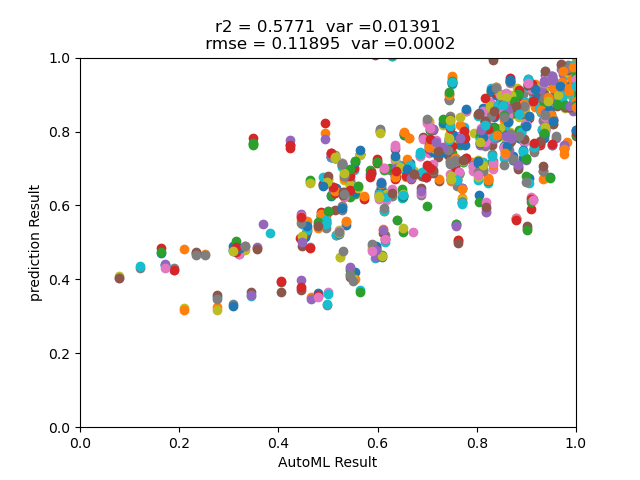 r2 = 0.5771  var =0.01391
rmse = 0.11895  var =0.0002
1.0
0.8
0.6
0.4
0.2
0.0
prediction Result
0.0 0.2 0.4 0.6 0.8 1.0
AutoML Result